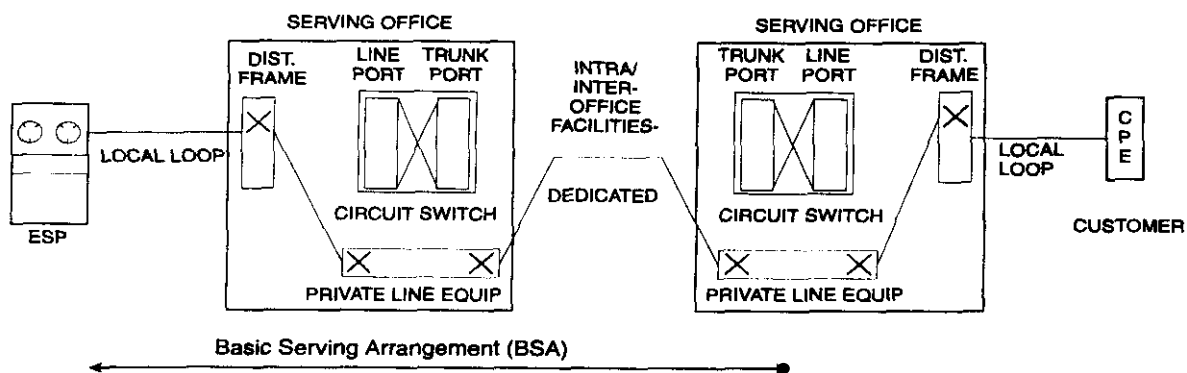 SERVING OFFICE
DIST.
FRAME
LINE
PORT
TRUNK
PORT
CIRCUIT SWITCH
PRIVATE LINE EQUIP
LOCAL LOOP
ESP
INTRA/
INTER-
OFFICE
FACILITIES-
DEDICATED
SERVING OFFICE
TRUNK
PORT
LINE
PORT
DIST.
FRAME
CIRCUIT SWITCH
PRIVATE LINE EQUIP
LOCAL
LOOP
C
P
E
CUSTOMER
Basic Serving Arrangement (BSA)